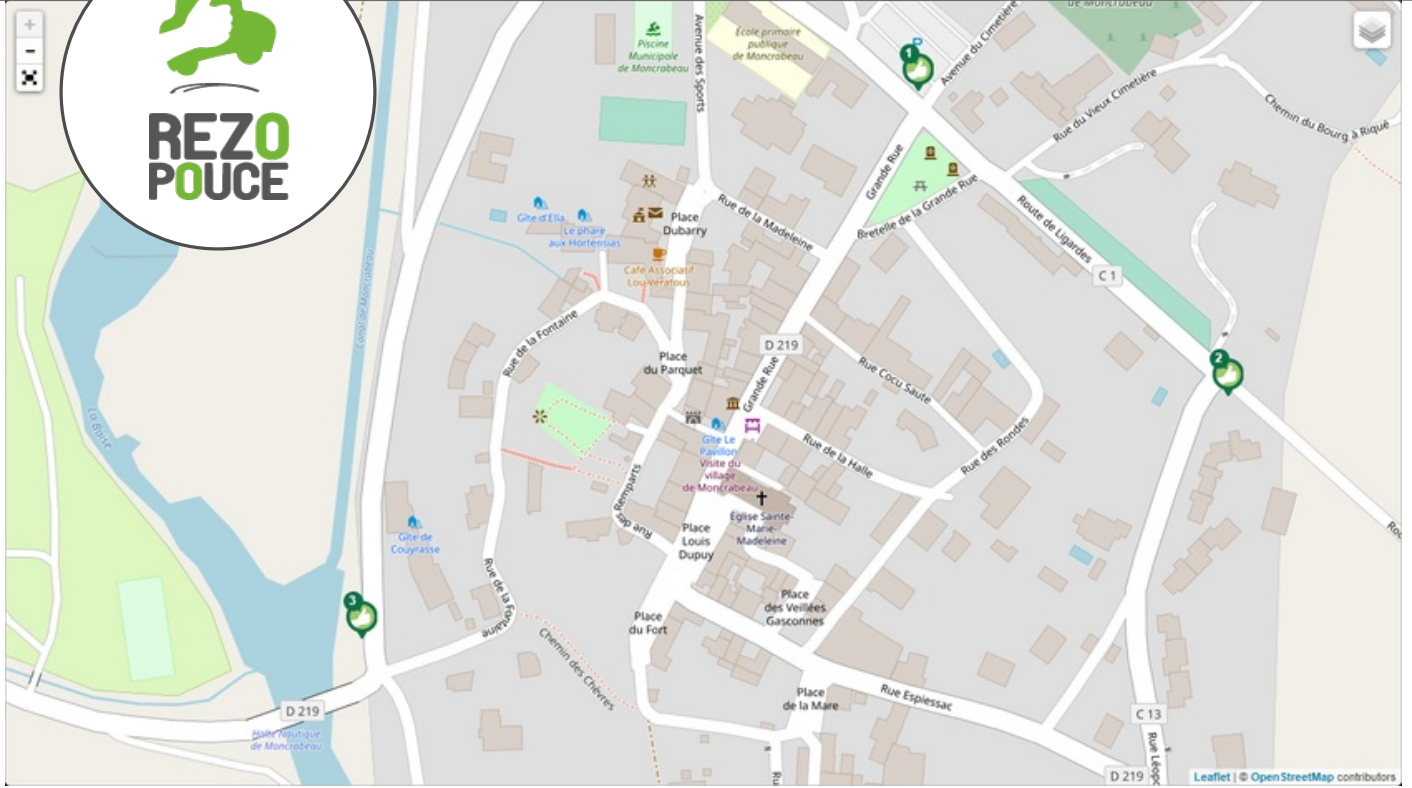 +
-
REZO
POUCE
Piscine
Municipale
de Moncrabeau
Avenue des Sports
École primaire
publique
de Moncrabeau
P
1
Avenue du Cimetière
de Moncrabeau
Rue du Vieux Cimetière
Chemin du Bourg à Riqué
Grande Rue
Bretelle de la Grande Rue
Route de Ligardes
C 1
Gîte d'Ella
Le phare
aux Hortensias
Place
Dubarry
Rue de la Madeleine
Café Associatif
Lou Veratous
Canal de Moncrabeau
Rue de la Fontaine
Place
du Parquet
D 219
Grande Rue
Rue Cocu Saute
2
La Baïse
Gîte Le
Pavillon
Visite du
village
de Moncrabeau
Rue de la Halle
Rue des Rondes
Rue des Remparts
Église Sainte-
Marie-
Madeleine
Place
Louis
Dupuy
Gîte de
Couyrasse
Rue de la Fontaine
3
Place
des Veillées
Gasconnes
Place
du Fort
Chemin des Chèvres
Place
de la Mare
Rue Espiessac
D 219
Halte Nautique
de Moncrabeau
C 13
D 219
Leaflet | © OpenStreetMap contributors